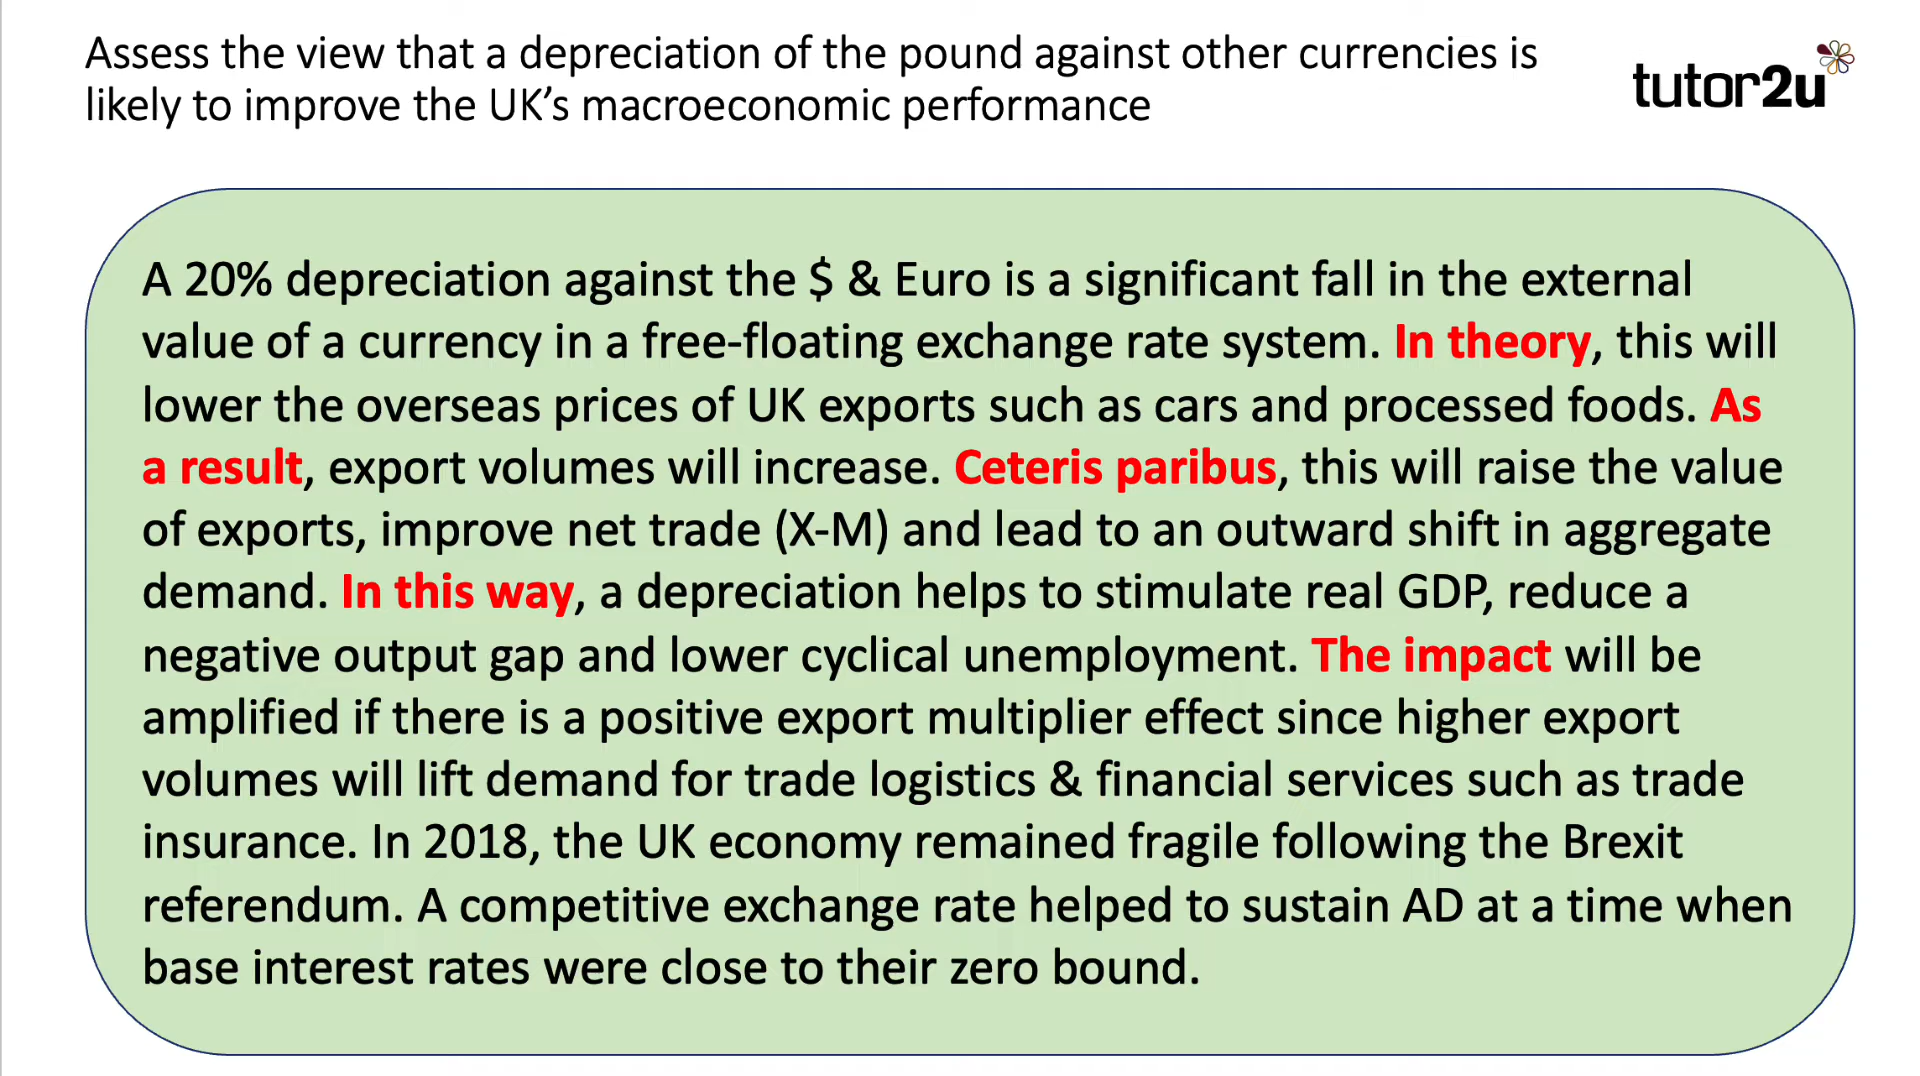 Assess the view that a depreciation of the pound against other currencies is
likely to improve the UK’s macroeconomic performance
tutor2u
A 20% depreciation against the $ & Euro is a significant fall in the external
value of a currency in a free-floating exchange rate system. In theory, this will
lower the overseas prices of UK exports such as cars and processed foods. As
a result, export volumes will increase. Ceteris paribus, this will raise the value
of exports, improve net trade (X-M) and lead to an outward shift in aggregate
demand. In this way, a depreciation helps to stimulate real GDP, reduce a
negative output gap and lower cyclical unemployment. The impact will be
amplified if there is a positive export multiplier effect since higher export
volumes will lift demand for trade logistics & financial services such as trade
insurance. In 2018, the UK economy remained fragile following the Brexit
referendum. A competitive exchange rate helped to sustain AD at a time when
base interest rates were close to their zero bound.